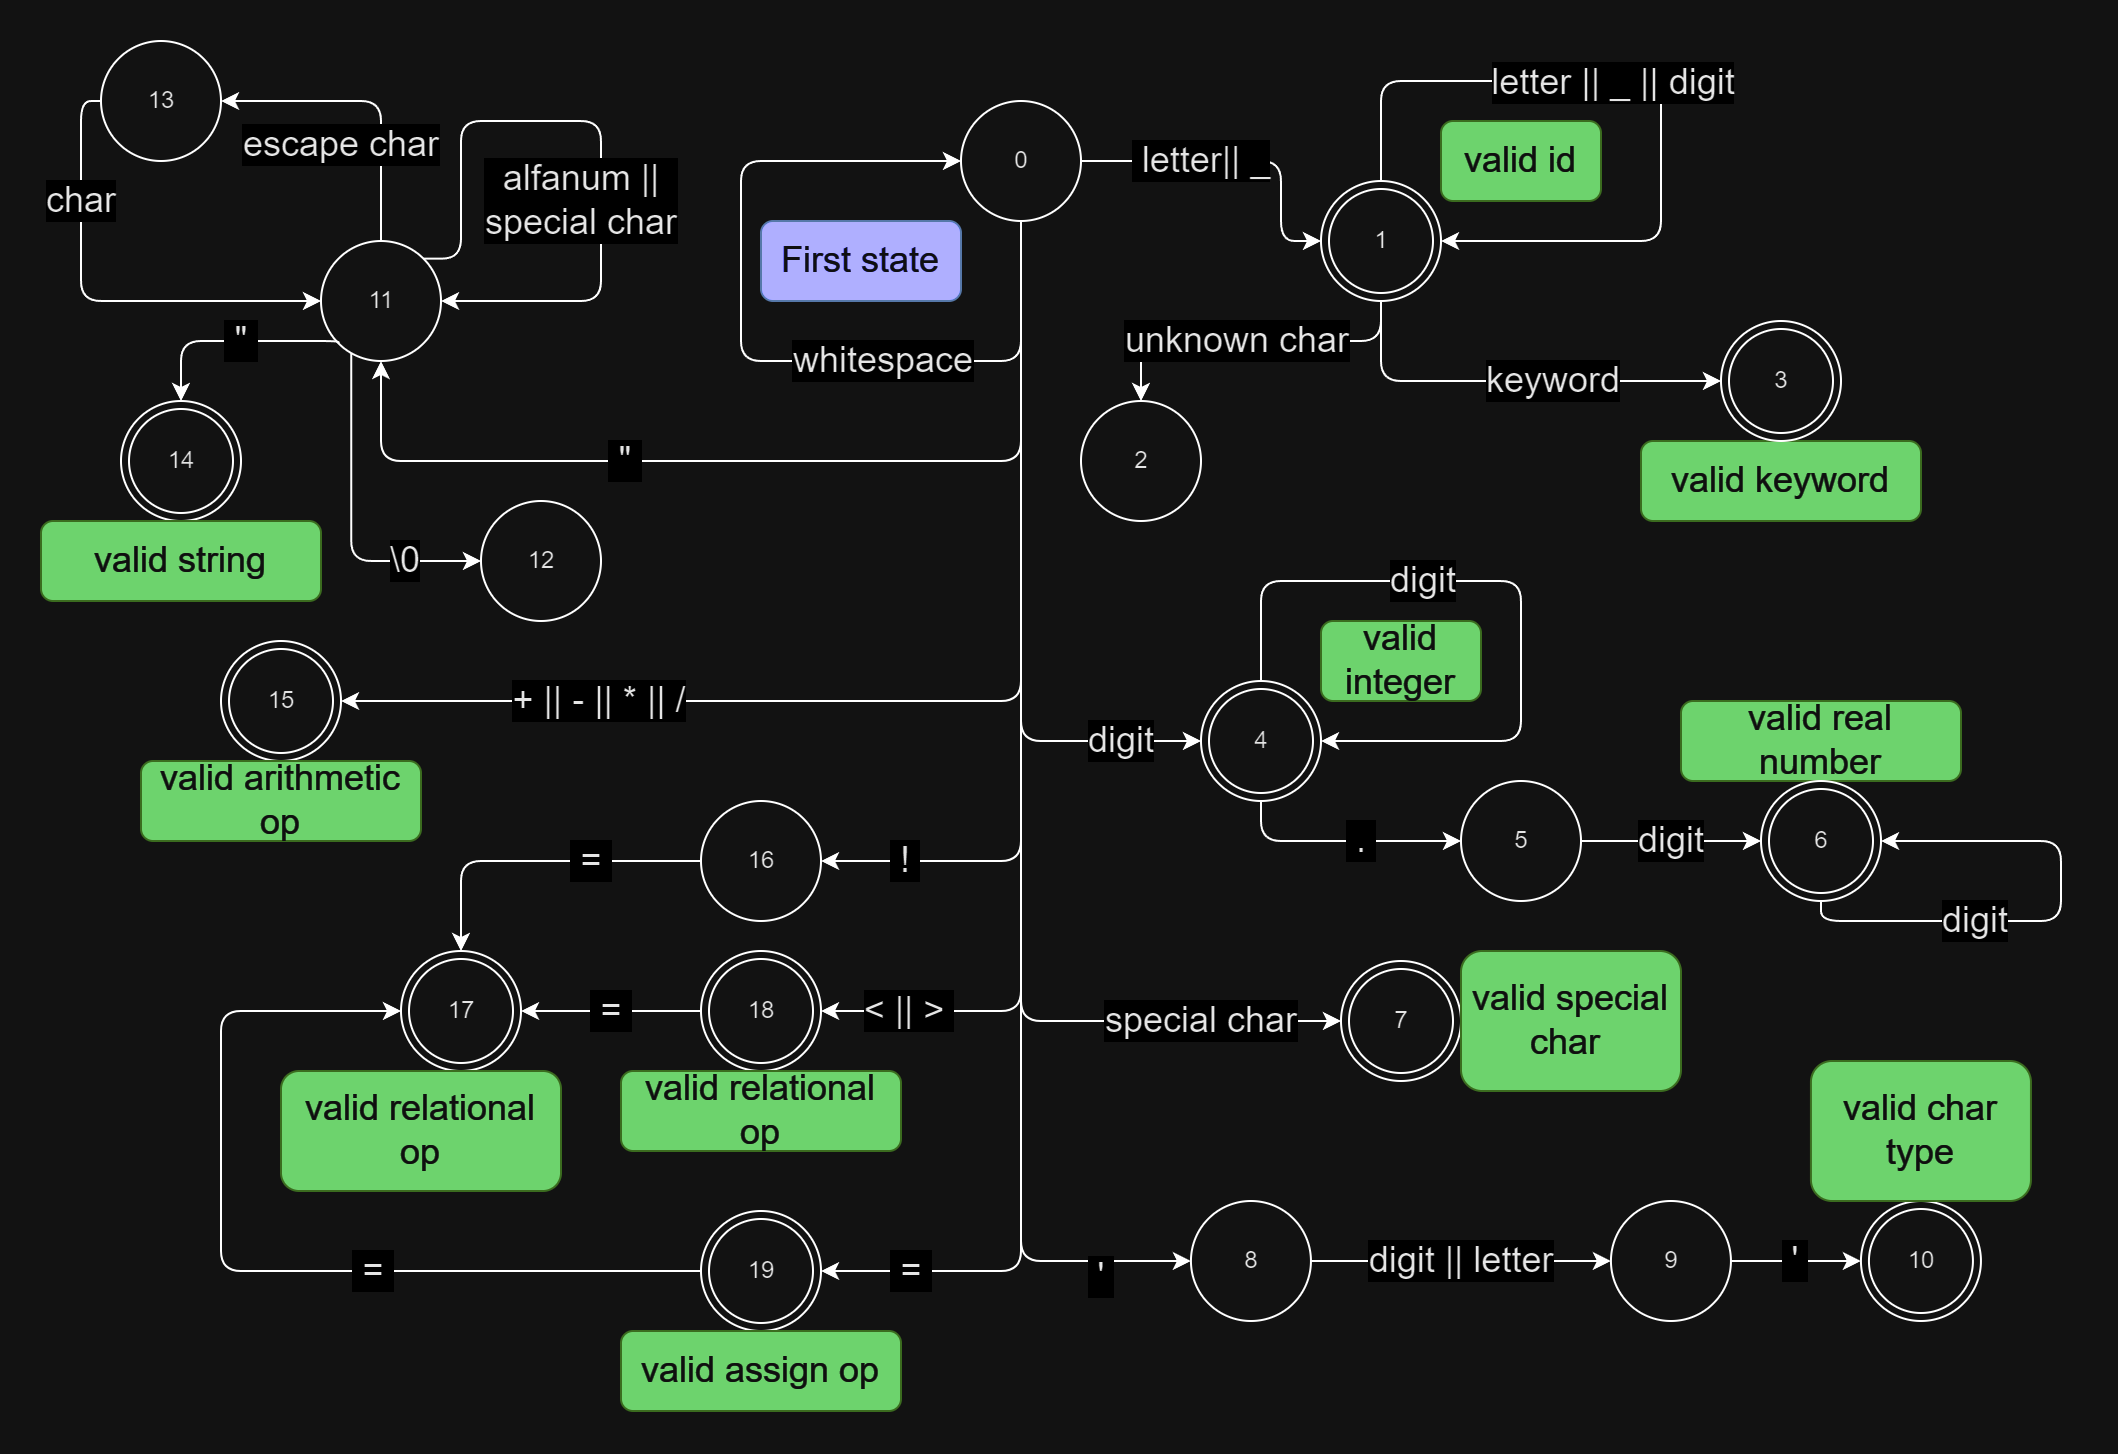 13
escape char
char
alfanum ||
special char
11
"
14
valid string
\0
12
"
0
First state
whitespace
letter|| _
letter || _ || digit
valid id
1
unknown char
2
keyword
3
valid keyword
15
+ || - || * || /
valid arithmetic
op
digit
valid
integer
digit
4
.
5
digit
valid real
number
6
digit
=
16
!
17
=
18
< || >
valid relational
op
valid relational
op
special char
7
valid special
char
=
19
=
valid assign op
'
8
digit || letter
9
'
10
valid char
type